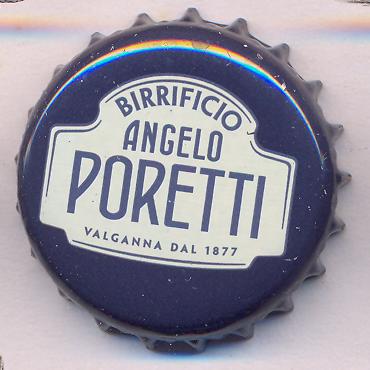 BIRRIFICIO
ANGELO
PORETTI
VALGANNA DAL 1877